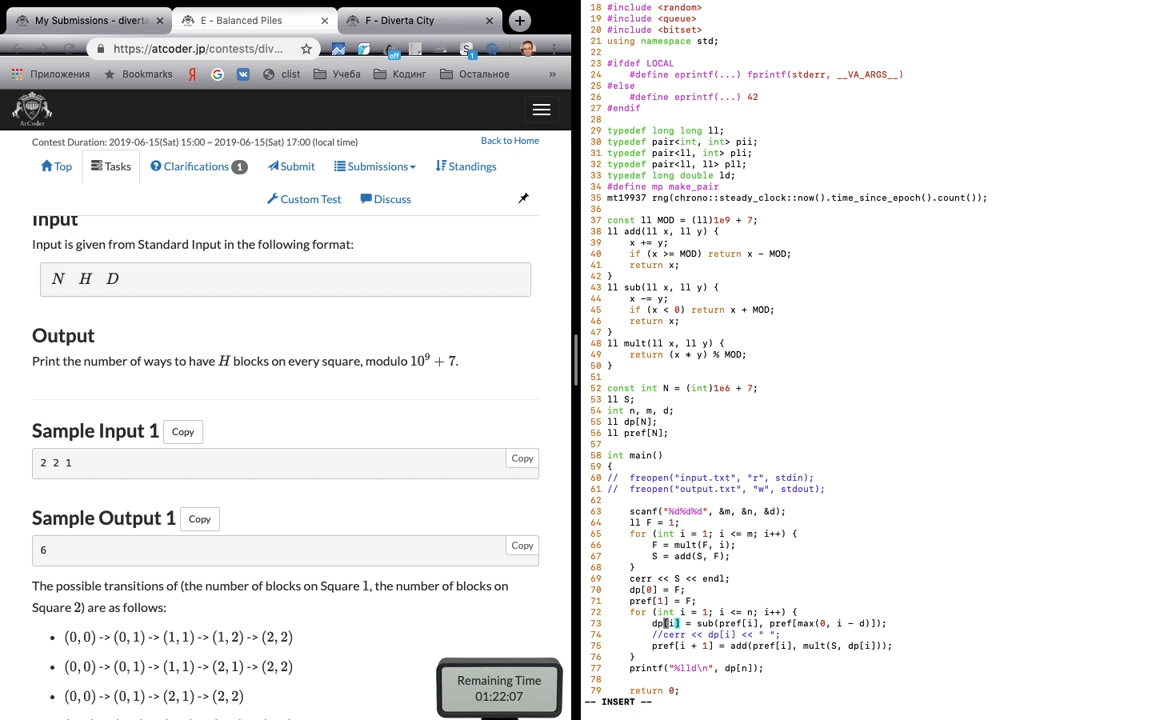 My Submissions - diverta
E - Balanced Piles
F - Diverta City
https://atcoder.jp/contests/div...
off
S
1
Приложения
Bookmarks
Я
G
clist
Учеба
Кодинг
Остальное
»
AtCoder
Contest Duration: 2019-06-15(Sat) 15:00 ~ 2019-06-15(Sat) 17:00 (local time)
Back to Home
Top
Tasks
Clarifications 1
Submit
Submissions
Standings
Custom Test
Discuss
Input
Input is given from Standard Input in the following format:
N H D
Output
Print the number of ways to have H blocks on every square, modulo 10^9 + 7.
Sample Input 1
Copy
2 2 1
Copy
Sample Output 1
Copy
6
Copy
The possible transitions of (the number of blocks on Square 1, the number of blocks on
Square 2) are as follows:
(0, 0) -> (0, 1) -> (1, 1) -> (1, 2) -> (2, 2)
(0, 0) -> (0, 1) -> (1, 1) -> (2, 1) -> (2, 2)
(0, 0) -> (0, 1) -> (2, 1) -> (2, 2)
Remaining Time
01:22:07
18 #include <random>
19 #include <queue>
20 #include <bitset>
21 using namespace std;
22
23 #ifdef LOCAL
24     #define eprintf(...) fprintf(stderr, __VA_ARGS__)
25 #else
26     #define eprintf(...) 42
27 #endif
28
29 typedef long long ll;
30 typedef pair<int, int> pii;
31 typedef pair<ll, int> pli;
32 typedef pair<ll, ll> pll;
33 typedef long double ld;
34 #define mp make_pair
35 mt19937 rng(chrono::steady_clock::now().time_since_epoch().count());
36
37 const ll MOD = (ll)1e9 + 7;
38 ll add(ll x, ll y) {
39     x += y;
40     if (x >= MOD) return x - MOD;
41     return x;
42 }
43 ll sub(ll x, ll y) {
44     x -= y;
45     if (x < 0) return x + MOD;
46     return x;
47 }
48 ll mult(ll x, ll y) {
49     return (x * y) % MOD;
50 }
51
52 const int N = (int)1e6 + 7;
53 ll S;
54 int n, m, d;
55 ll dp[N];
56 ll pref[N];
57
58 int main()
59 {
60 //  freopen("input.txt", "r", stdin);
61 //  freopen("output.txt", "w", stdout);
62
63     scanf("%d%d%d", &m, &n, &d);
64     ll F = 1;
65     for (int i = 1; i <= m; i++) {
66         F = mult(F, i);
67         S = add(S, F);
68     }
69     cerr << S << endl;
70     dp[0] = F;
71     pref[1] = F;
72     for (int i = 1; i <= n; i++) {
73         dp[i] = sub(pref[i], pref[max(0, i - d)]);
74         //cerr << dp[i] << " ";
75         pref[i + 1] = add(pref[i], mult(S, dp[i]));
76     }
77     printf("%lld\n", dp[n]);
78
79     return 0;
-- INSERT --